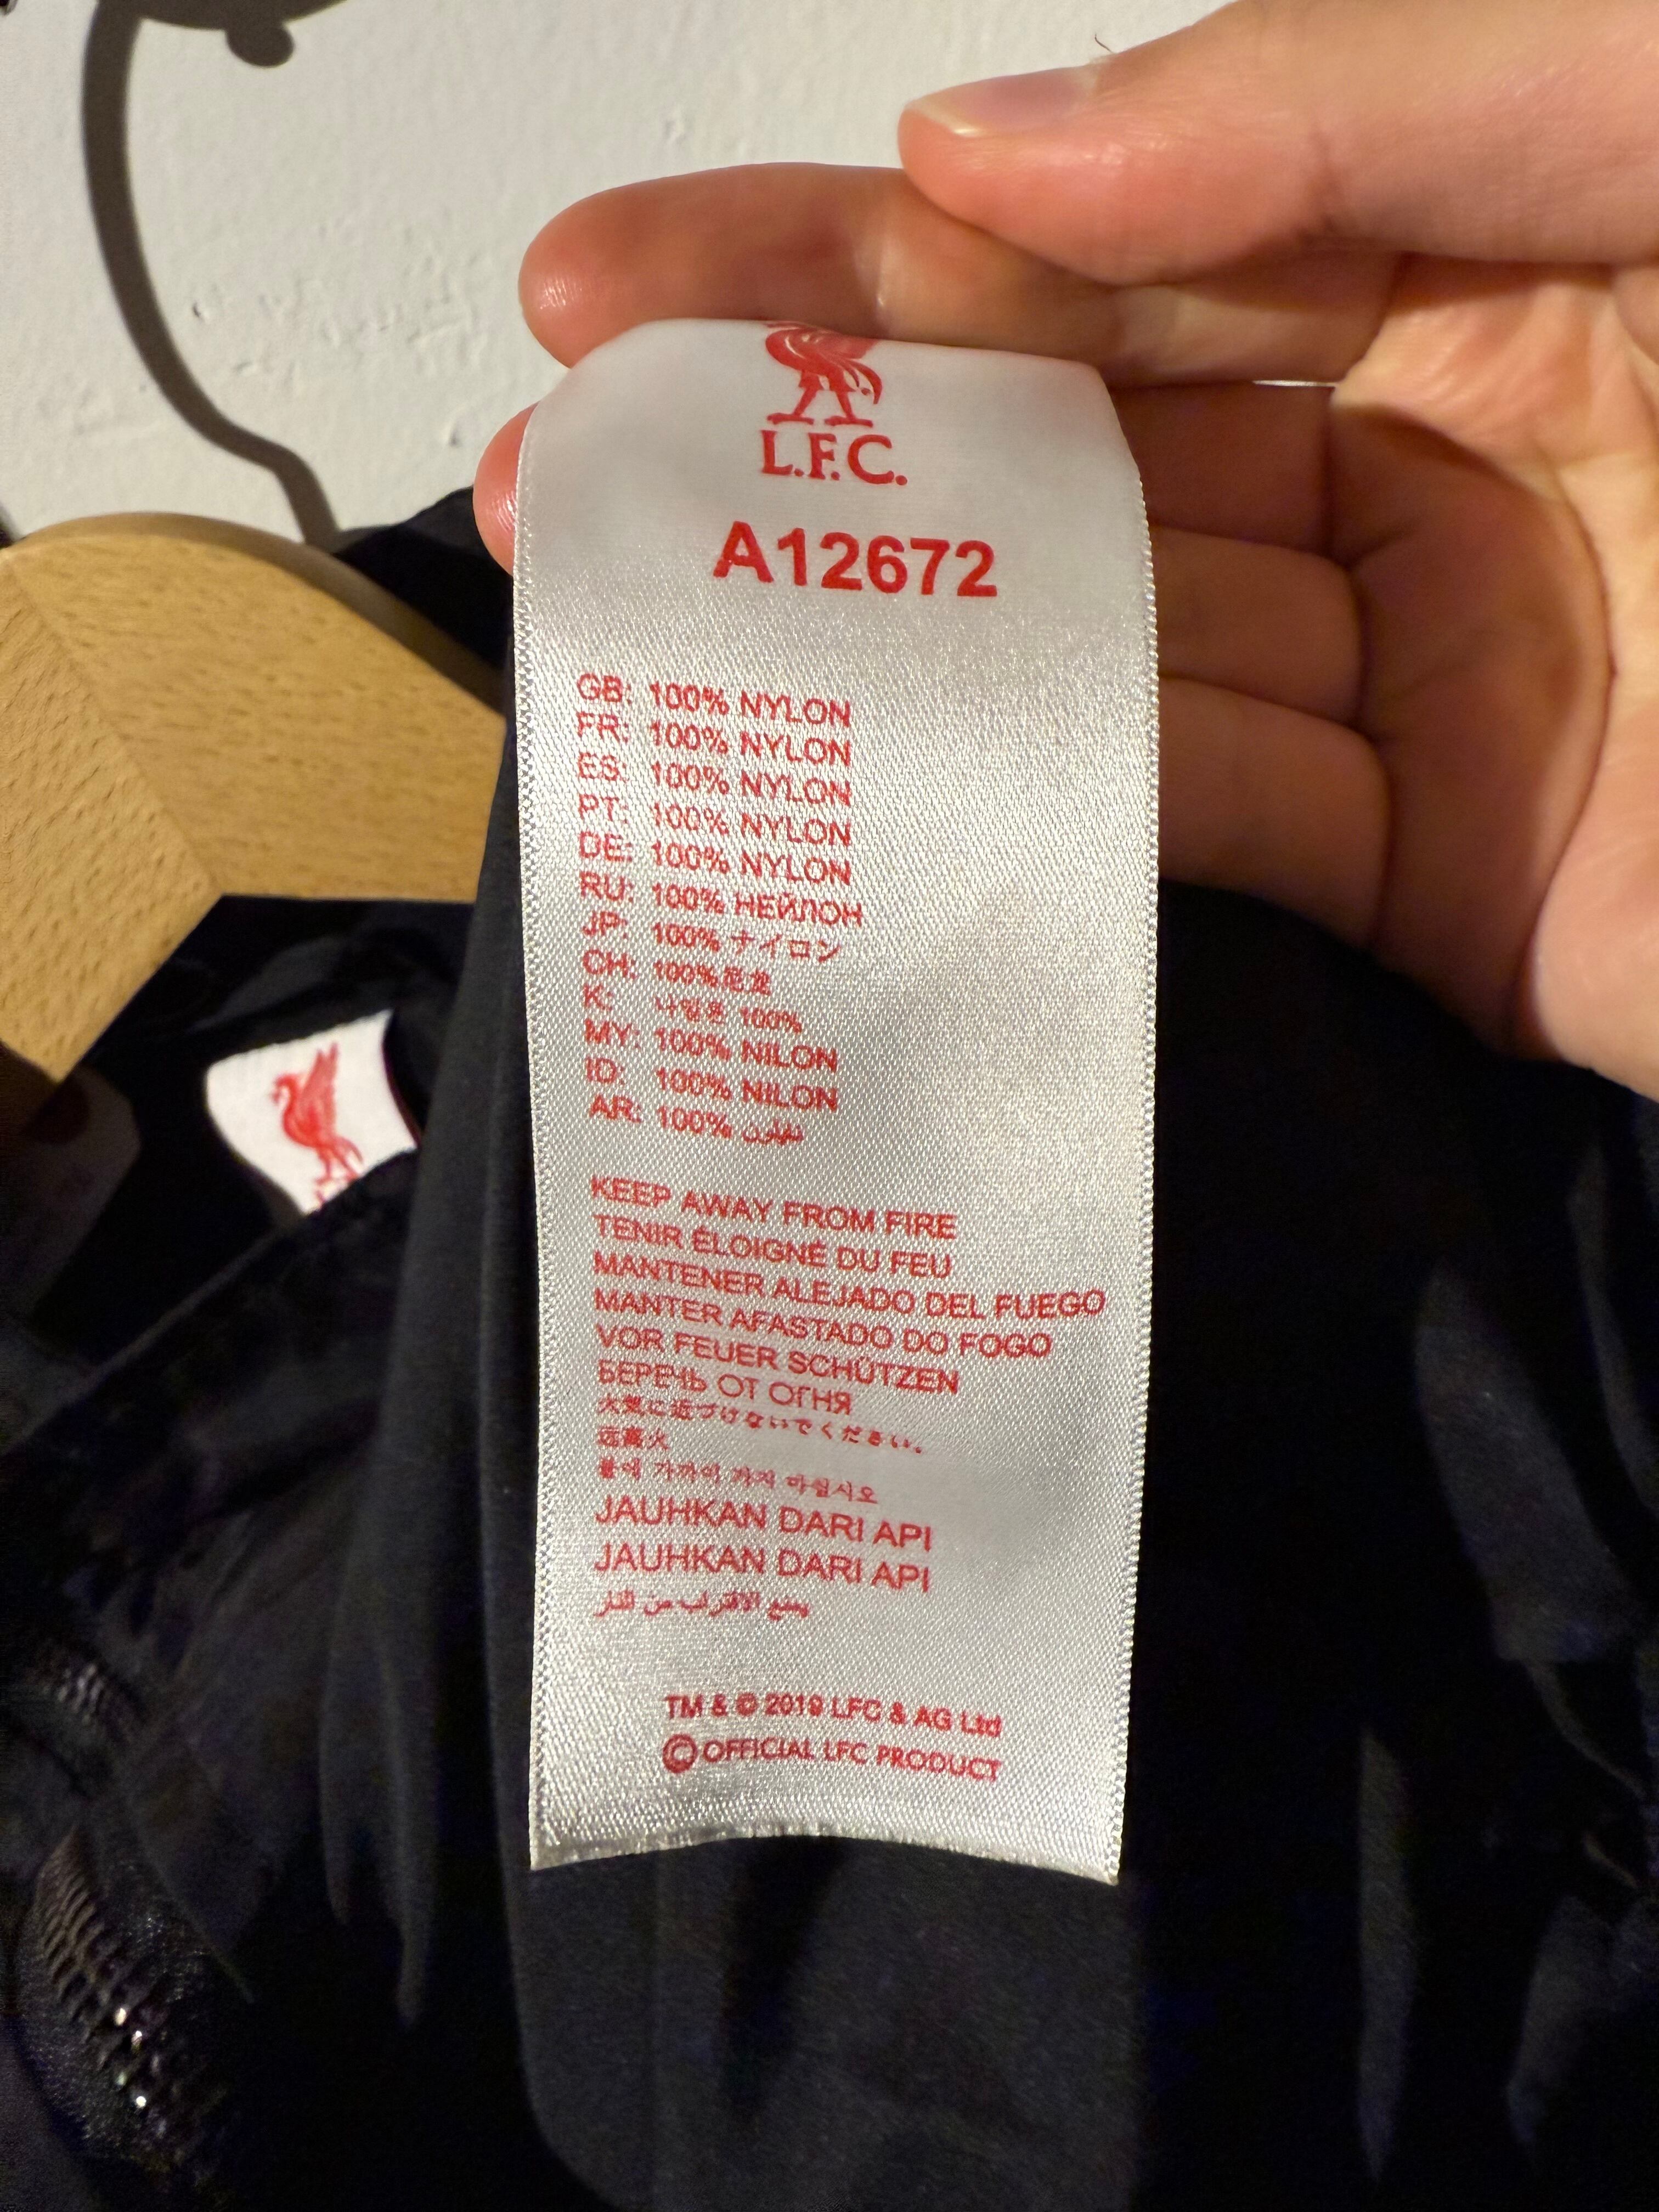 L.F.C.
A12672
GB: 100% NYLON
FR: 100% NYLON
ES: 100% NYLON
PT: 100% NYLON
DE: 100% NYLON
RU: 100% НЕЙЛОН
JP: 100% ナイロン
CH: 100%尼龙
K: 나일론 100%
MY: 100% NILON
ID: 100% NILON
AR: 100%
KEEP AWAY FROM FIRE
TENIR ÉLOIGNÉ DU FEU
MANTENER ALEJADO DEL FUEGO
MANTER AFASTADO DO FOGO
VOR FEUER SCHÜTZEN
БЕРЕЧЬ ОТ ОГНЯ
火気に近づけないでください。
远离火
불에 가까이 가지 마십시오
JAUHKAN DARI API
JAUHKAN DARI API
يمنع الاقتراب من النار
TM & © 2019 LFC & AG Ltd
© OFFICIAL LFC PRODUCT